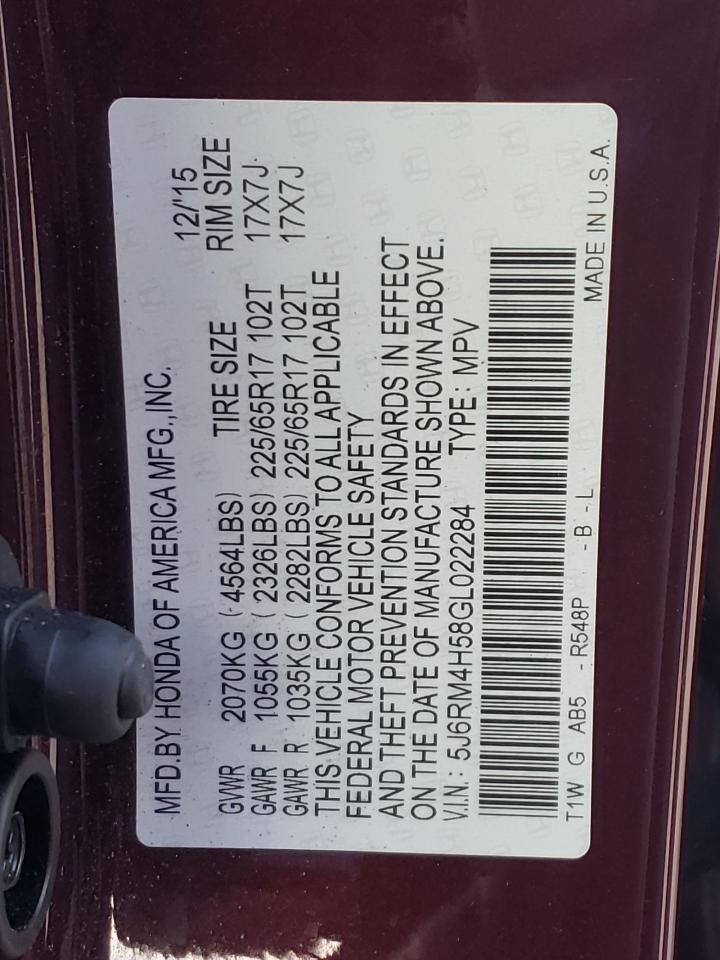 MFD.BY HONDA OF AMERICA MFG.,INC. 12/'15
GVWR 2070KG ( 4564LBS) TIRE SIZE RIM SIZE
GAWR F 1055KG ( 2326LBS) 225/65R17 102T 17X7J
GAWR R 1035KG ( 2282LBS) 225/65R17 102T 17X7J
THIS VEHICLE CONFORMS TO ALL APPLICABLE
FEDERAL MOTOR VEHICLE SAFETY
AND THEFT PREVENTION STANDARDS IN EFFECT
ON THE DATE OF MANUFACTURE SHOWN ABOVE.
V.I.N.: 5J6RM4H58GL022284 TYPE: MPV
T1W G AB5 -R548P -B -L MADE IN U.S.A.